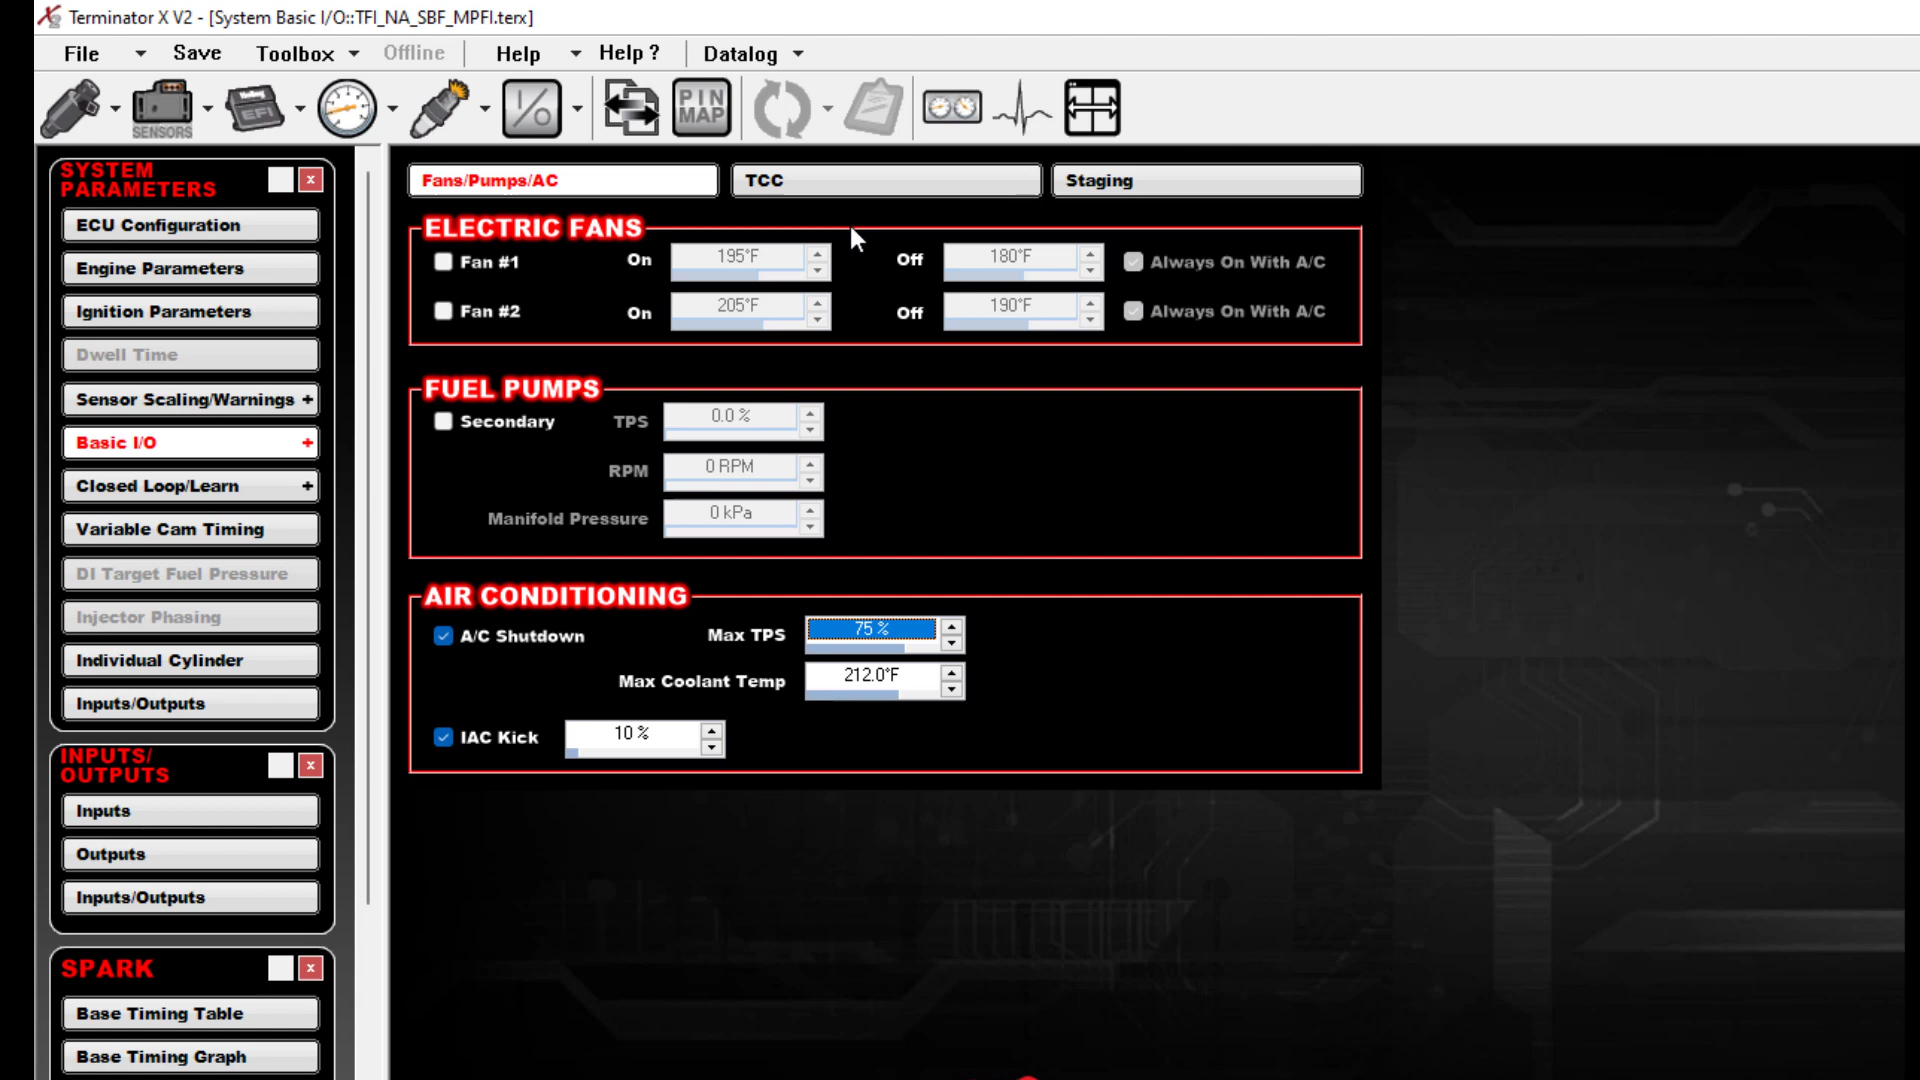 Terminator X V2 - [System Basic I/O::TFI_NA_SBF_MPFI.terx]
File Save Toolbox Offline Help Help ? Datalog
SENSORS EFI I/O PIN MAP
SYSTEM PARAMETERS
ECU Configuration
Engine Parameters
Ignition Parameters
Dwell Time
Sensor Scaling/Warnings +
Basic I/O +
Closed Loop/Learn +
Variable Cam Timing
DI Target Fuel Pressure
Injector Phasing
Individual Cylinder
Inputs/Outputs
INPUTS/
OUTPUTS
Inputs
Outputs
Inputs/Outputs
SPARK
Base Timing Table
Base Timing Graph
Fans/Pumps/AC TCC Staging
ELECTRIC FANS
Fan #1 On 195°F Off 180°F Always On With A/C
Fan #2 On 205°F Off 190°F Always On With A/C
FUEL PUMPS
Secondary TPS 0.0 %
RPM 0 RPM
Manifold Pressure 0 kPa
AIR CONDITIONING
A/C Shutdown Max TPS 75 %
Max Coolant Temp 212.0°F
IAC Kick 10 %